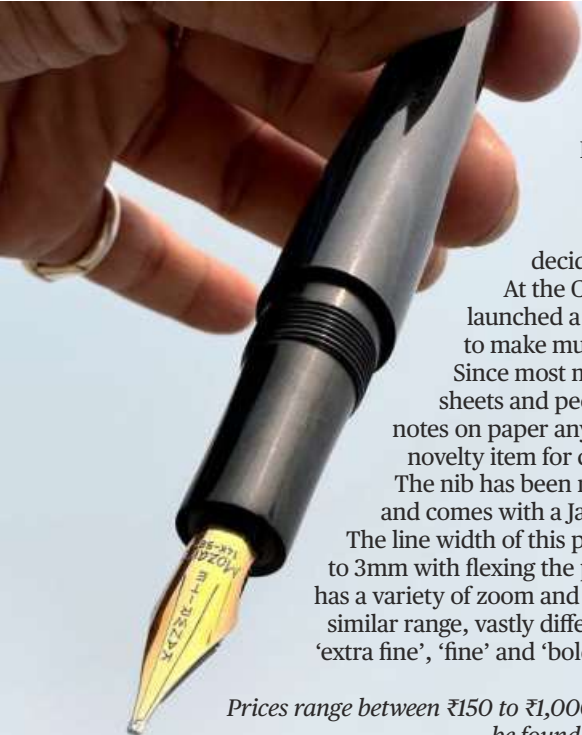 decid
At the O
launched a
to make mu
Since most m
sheets and pe
notes on paper any
novelty item for c
The nib has been r
and comes with a Ja
The line width of this p
to 3mm with flexing the
has a variety of zoom and
similar range, vastly diffe
‘extra fine’, ‘fine’ and ‘bol
Prices range between ₹150 to ₹1,000
be found
14K-58